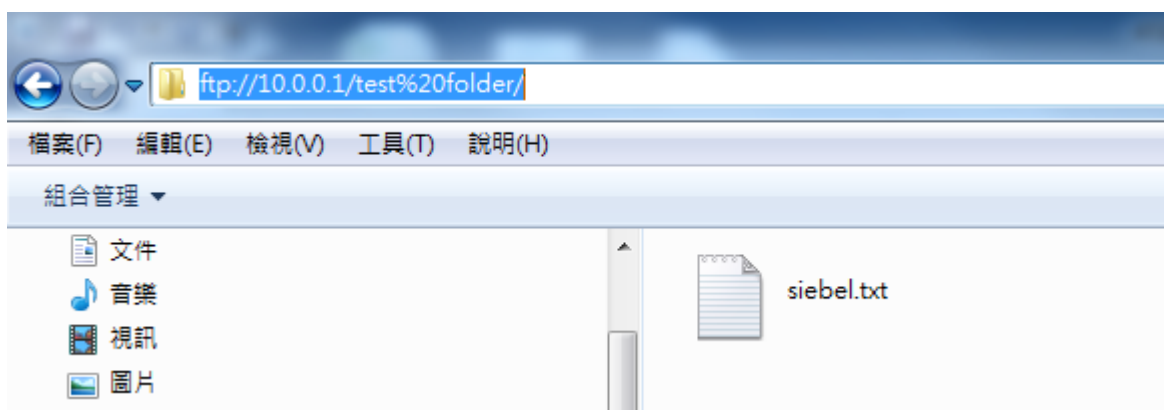 ftp://10.0.0.1/test%20folder/
檔案(F) 編輯(E) 檢視(V) 工具(T) 說明(H)
組合管理
文件
音樂
視訊
圖片
siebel.txt